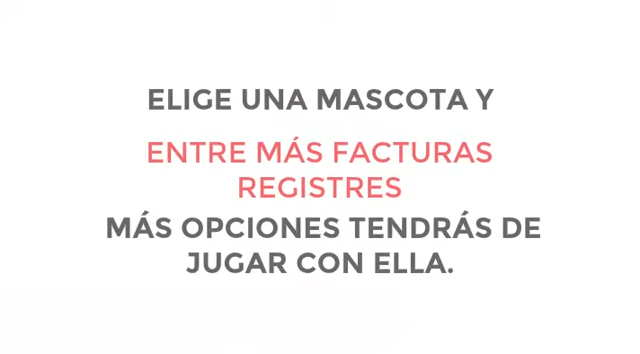 ELIGE UNA MASCOTA Y
ENTRE MÁS FACTURAS
REGISTRES
MÁS OPCIONES TENDRÁS DE
JUGAR CON ELLA.